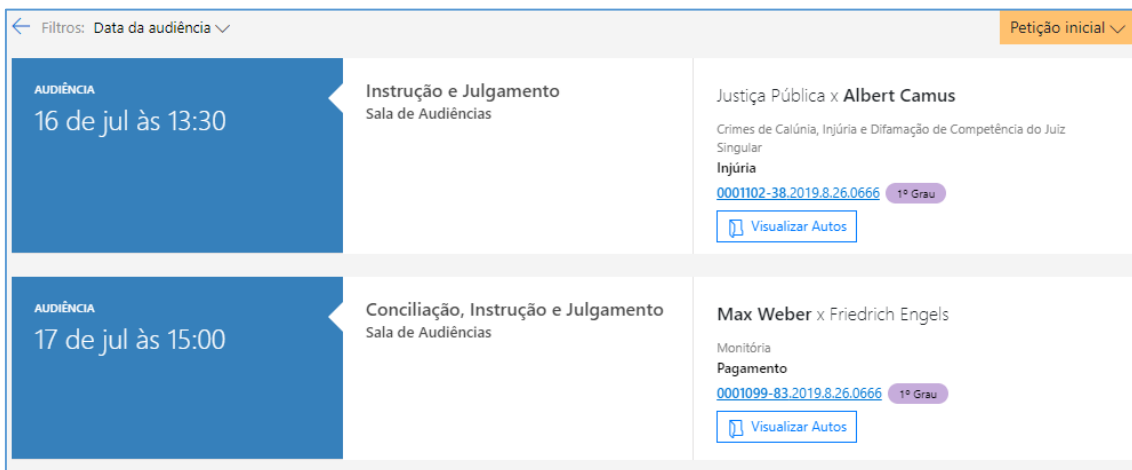 Filtros: Data da audiência
Petição inicial
AUDIÊNCIA
16 de jul às 13:30
Instrução e Julgamento
Sala de Audiências
Justiça Pública x Albert Camus
Crimes de Calúnia, Injúria e Difamação de Competência do Juiz
Singular
Injúria
0001102-38.2019.8.26.0666 1º Grau
Visualizar Autos
AUDIÊNCIA
17 de jul às 15:00
Conciliação, Instrução e Julgamento
Sala de Audiências
Max Weber x Friedrich Engels
Monitória
Pagamento
0001099-83.2019.8.26.0666 1º Grau
Visualizar Autos